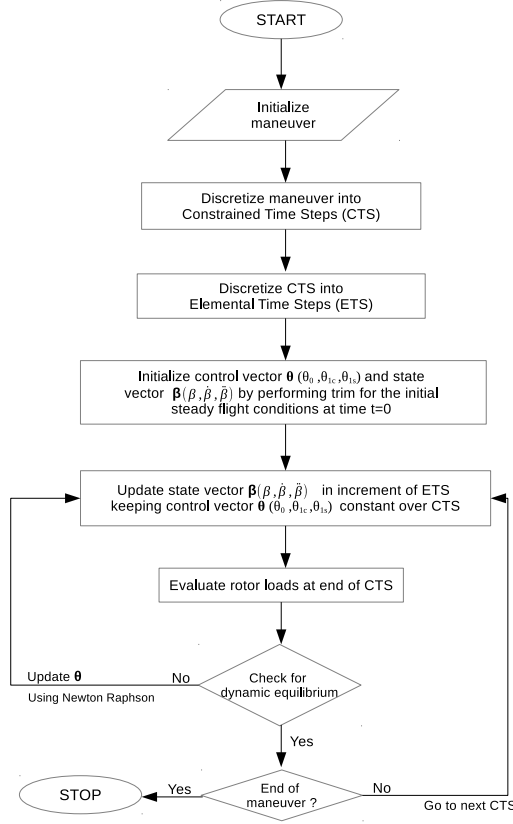 START
Initialize
maneuver
Discretize maneuver into
Constrained Time Steps (CTS)
Discretize CTS into
Elemental Time Steps (ETS)
Initialize control vector θ (θ₀ ,θ₁c,θ₁s) and state
vector β(β, β̇, β̈) by performing trim for the initial
steady flight conditions at time t=0
Update state vector β(β, β̇, β̈) in increment of ETS
keeping control vector θ (θ₀ ,θ₁c,θ₁s) constant over CTS
Evaluate rotor loads at end of CTS
Check for
dynamic equilibrium
No
Update θ
Using Newton Raphson
Yes
End of
maneuver ?
Yes
STOP
No
Go to next CTS